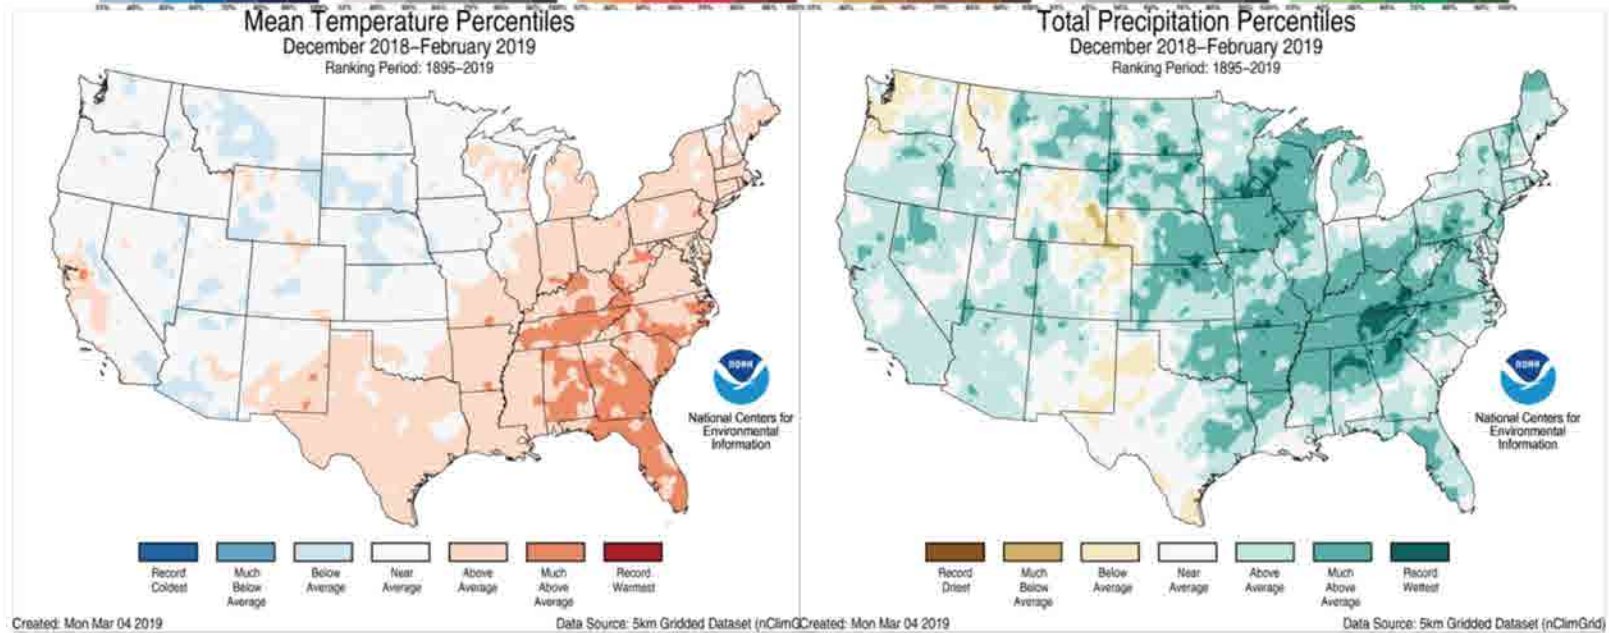 Mean Temperature Percentiles
December 2018–February 2019
Ranking Period: 1895–2019
NOAA
National Centers for
Environmental
Information
Record
Coldest
Much
Below
Average
Below
Average
Near
Average
Above
Average
Much
Above
Average
Record
Warmest
Created: Mon Mar 04 2019
Data Source: 5km Gridded Dataset (nClimG
Total Precipitation Percentiles
December 2018–February 2019
Ranking Period: 1895–2019
NOAA
National Centers for
Environmental
Information
Record
Driest
Much
Below
Average
Below
Average
Near
Average
Above
Average
Much
Above
Average
Record
Wettest
Created: Mon Mar 04 2019
Data Source: 5km Gridded Dataset (nClimGrid)